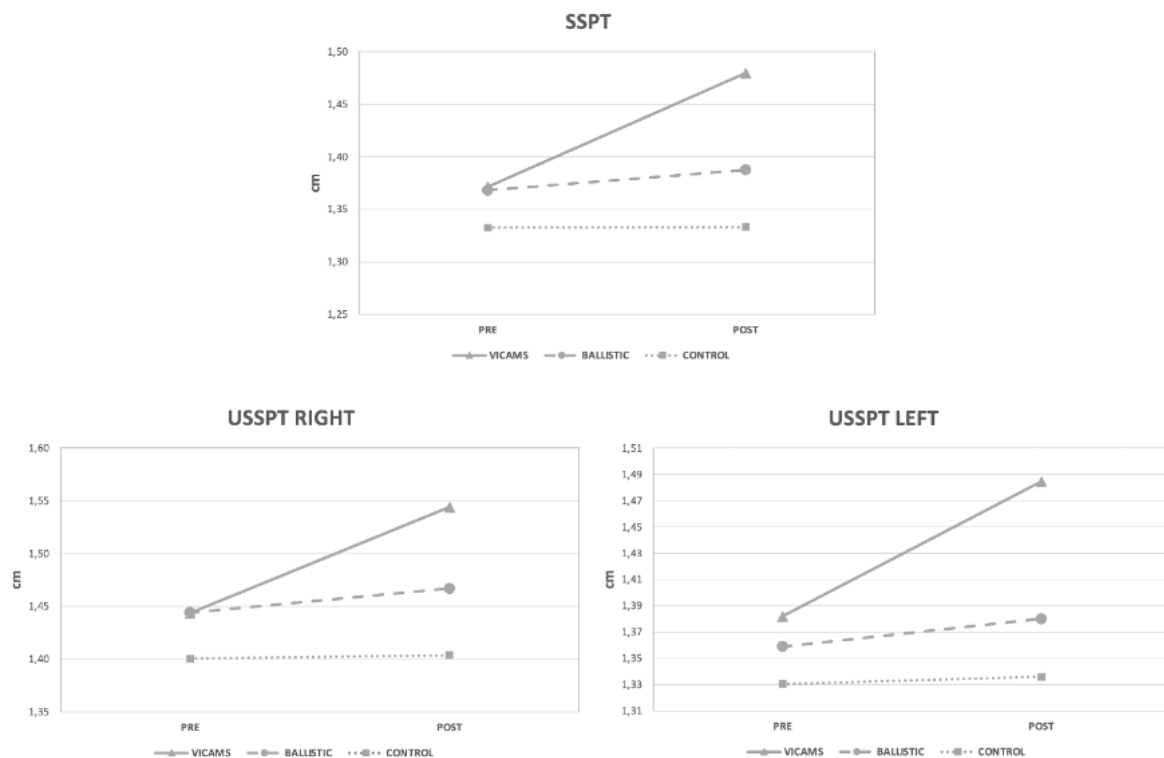 SSPT
1,50
1,45
1,40
cm
1,35
1,30
1,25
PRE POST
VICAMS BALLISTIC CONTROL
USSPT RIGHT
1,60
1,55
1,50
cm
1,45
1,40
1,35
PRE POST
VICAMS BALLISTIC CONTROL
USSPT LEFT
1,51
1,49
1,47
1,45
1,43
cm
1,41
1,39
1,37
1,35
1,33
1,31
PRE POST
VICAMS BALLISTIC CONTROL